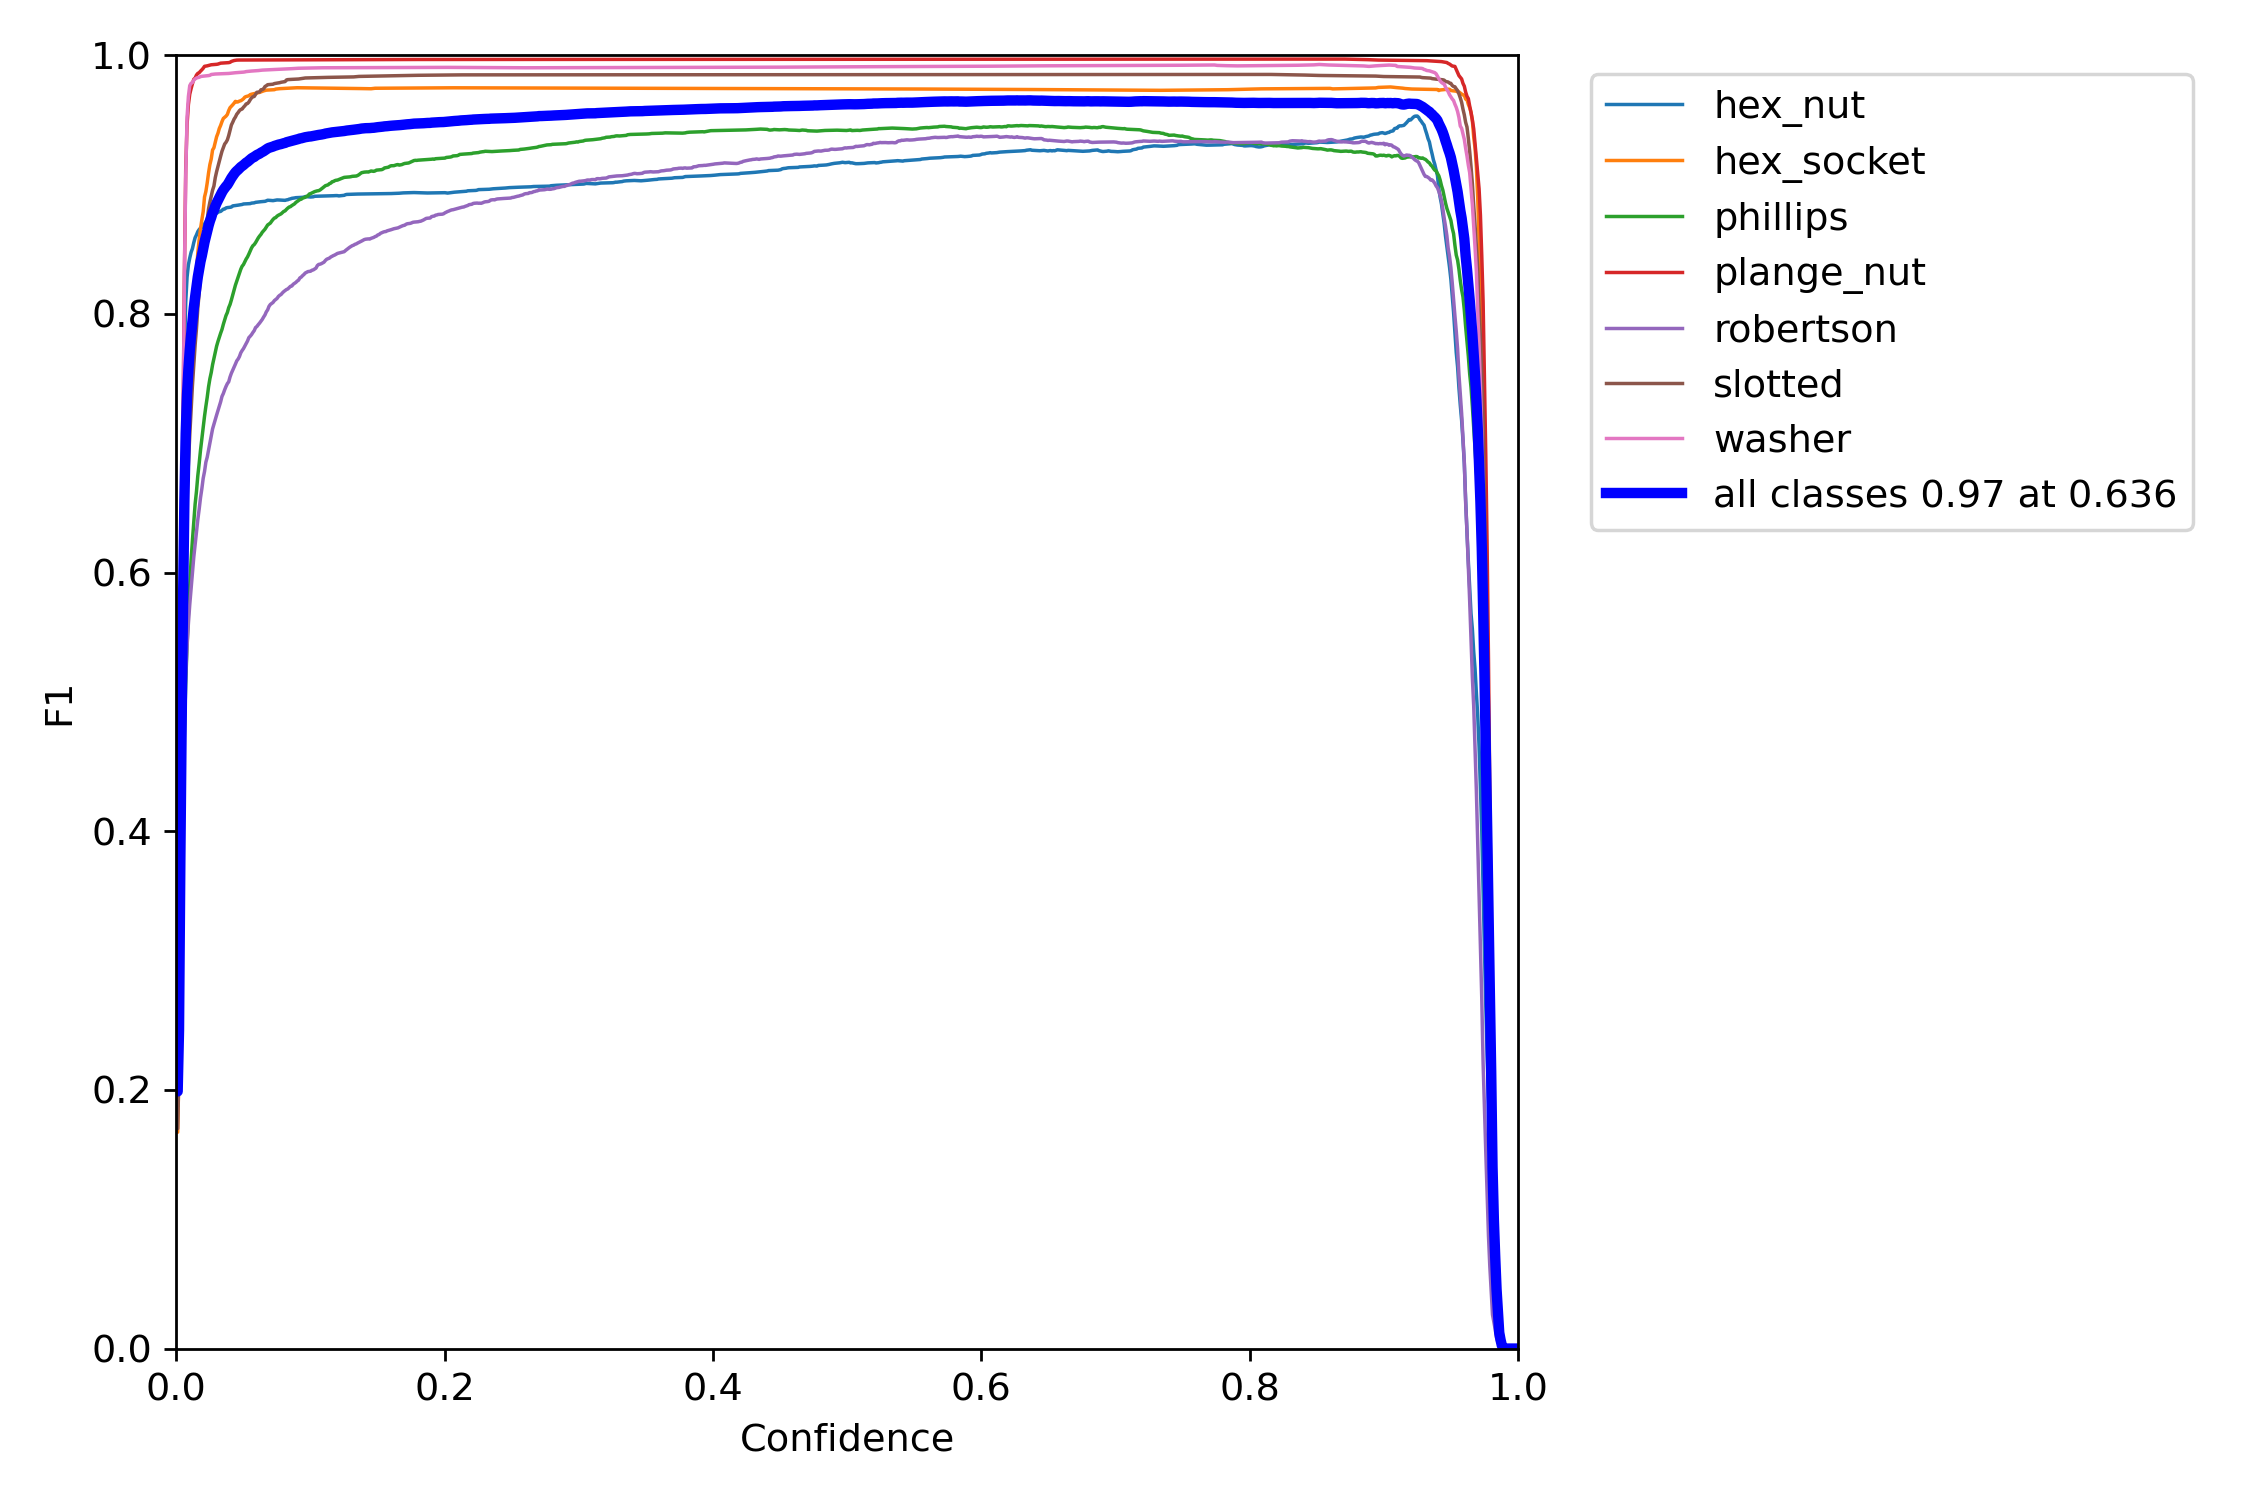 1.0
0.8
0.6
0.4
0.2
0.0
F1
0.0 0.2 0.4 0.6 0.8 1.0
Confidence
hex_nut
hex_socket
phillips
plange_nut
robertson
slotted
washer
all classes 0.97 at 0.636